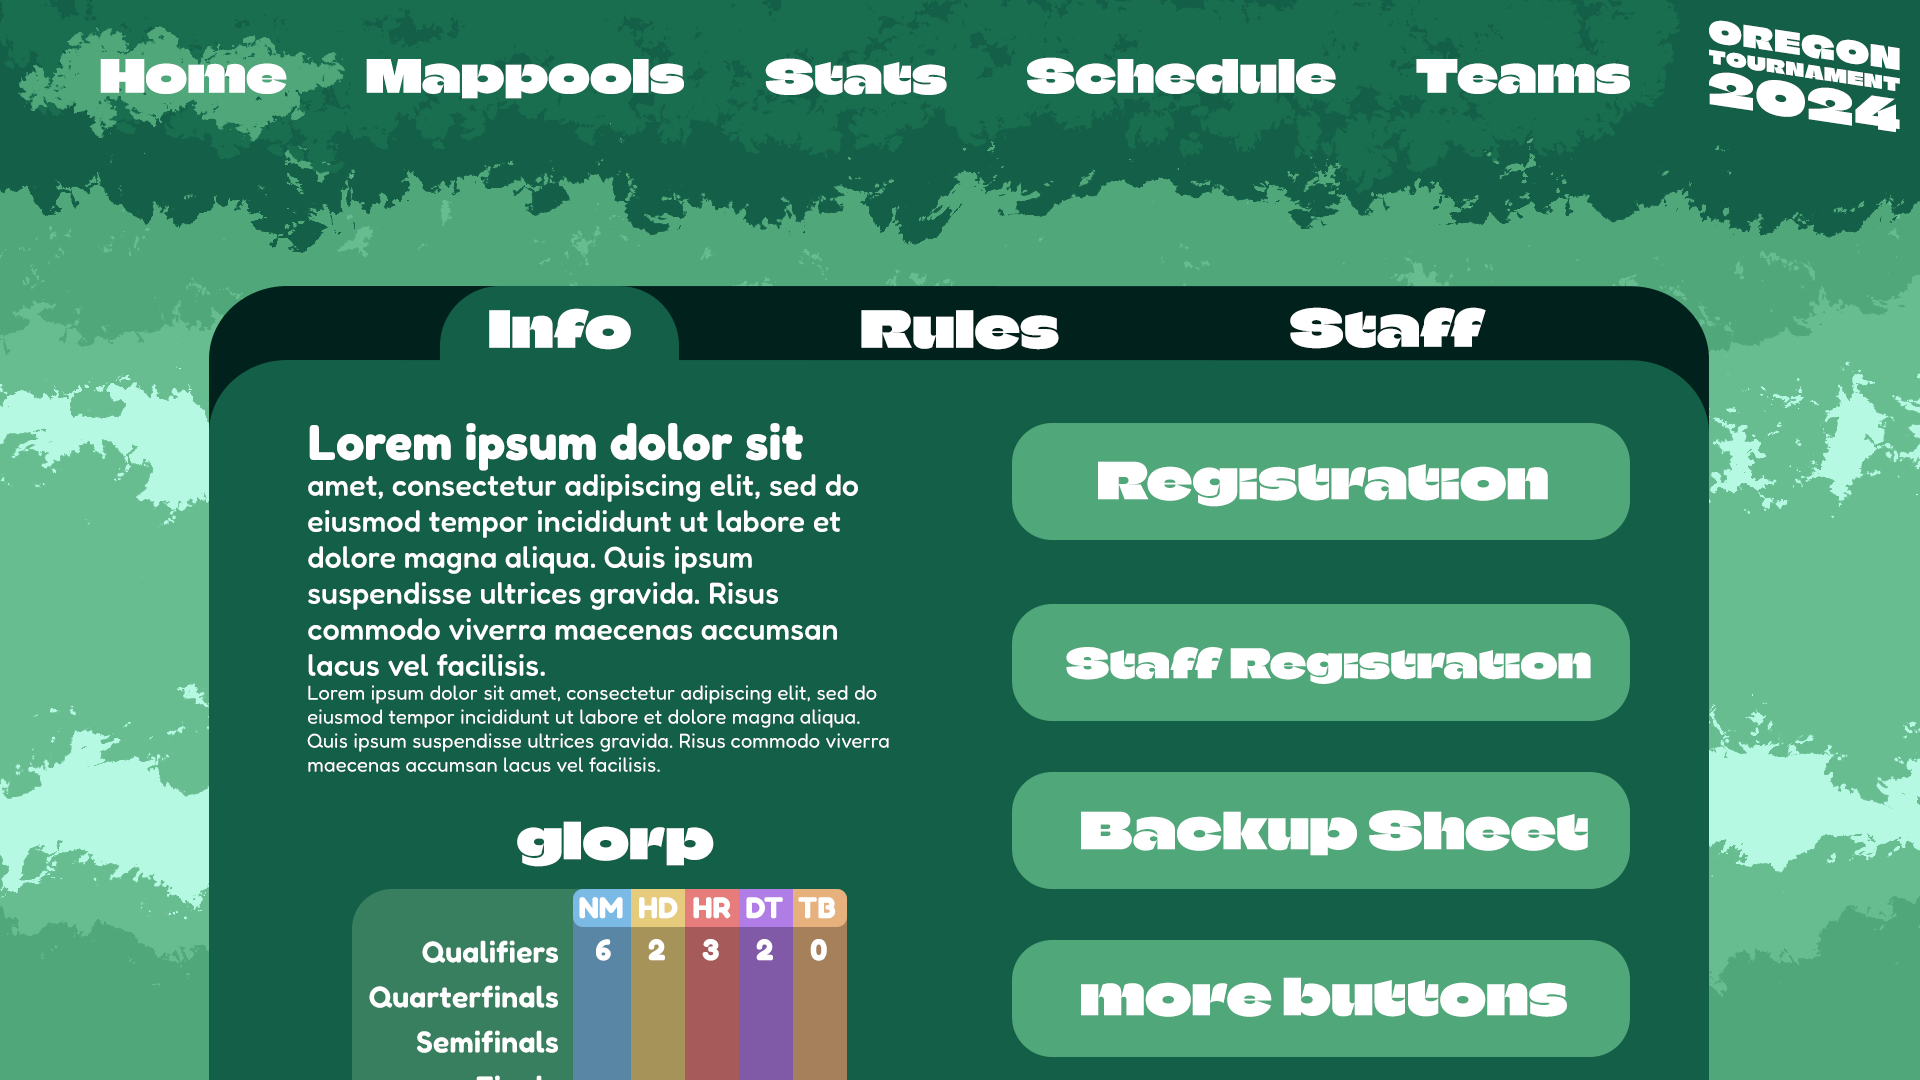 Home Mappools Stats Schedule Teams
OREGON
TOURNAMENT
2024
Info Rules Staff
Lorem ipsum dolor sit
amet, consectetur adipiscing elit, sed do
eiusmod tempor incididunt ut labore et
dolore magna aliqua. Quis ipsum
suspendisse ultrices gravida. Risus
commodo viverra maecenas accumsan
lacus vel facilisis.
Lorem ipsum dolor sit amet, consectetur adipiscing elit, sed do
eiusmod tempor incididunt ut labore et dolore magna aliqua.
Quis ipsum suspendisse ultrices gravida. Risus commodo viverra
maecenas accumsan lacus vel facilisis.
glorp
NM HD HR DT TB
Qualifiers 6 2 3 2 0
Quarterfinals
Semifinals
Registration
Staff Registration
Backup Sheet
more buttons